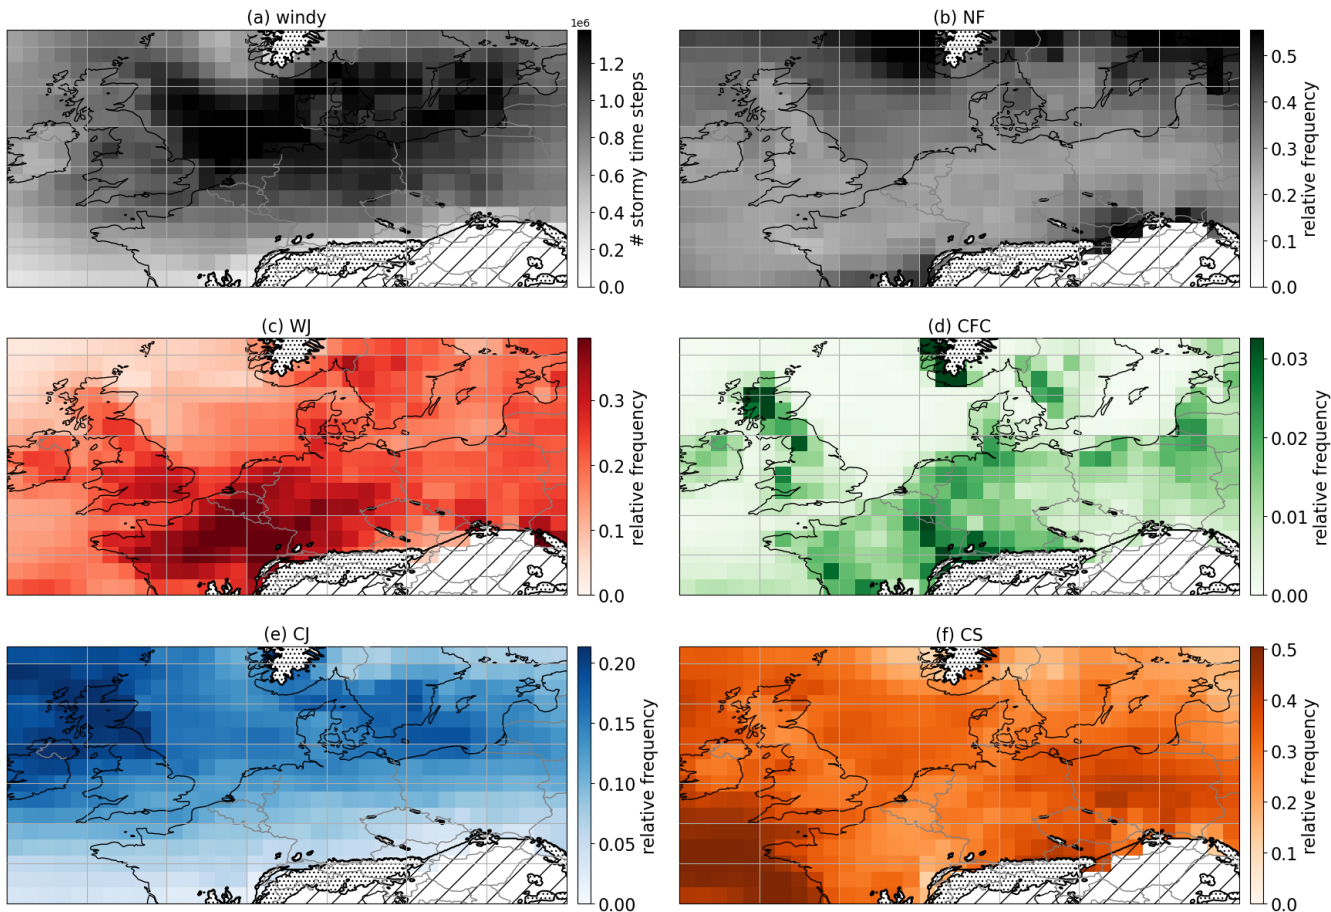 (a) windy
1e6
1.2
1.0
0.8
0.6
0.4
0.2
0.0
# stormy time steps
(b) NF
0.5
0.4
0.3
0.2
0.1
0.0
relative frequency
(c) WJ
0.3
0.2
0.1
0.0
relative frequency
(d) CFC
0.03
0.02
0.01
0.00
relative frequency
(e) CJ
0.20
0.15
0.10
0.05
0.00
relative frequency
(f) CS
0.5
0.4
0.3
0.2
0.1
0.0
relative frequency